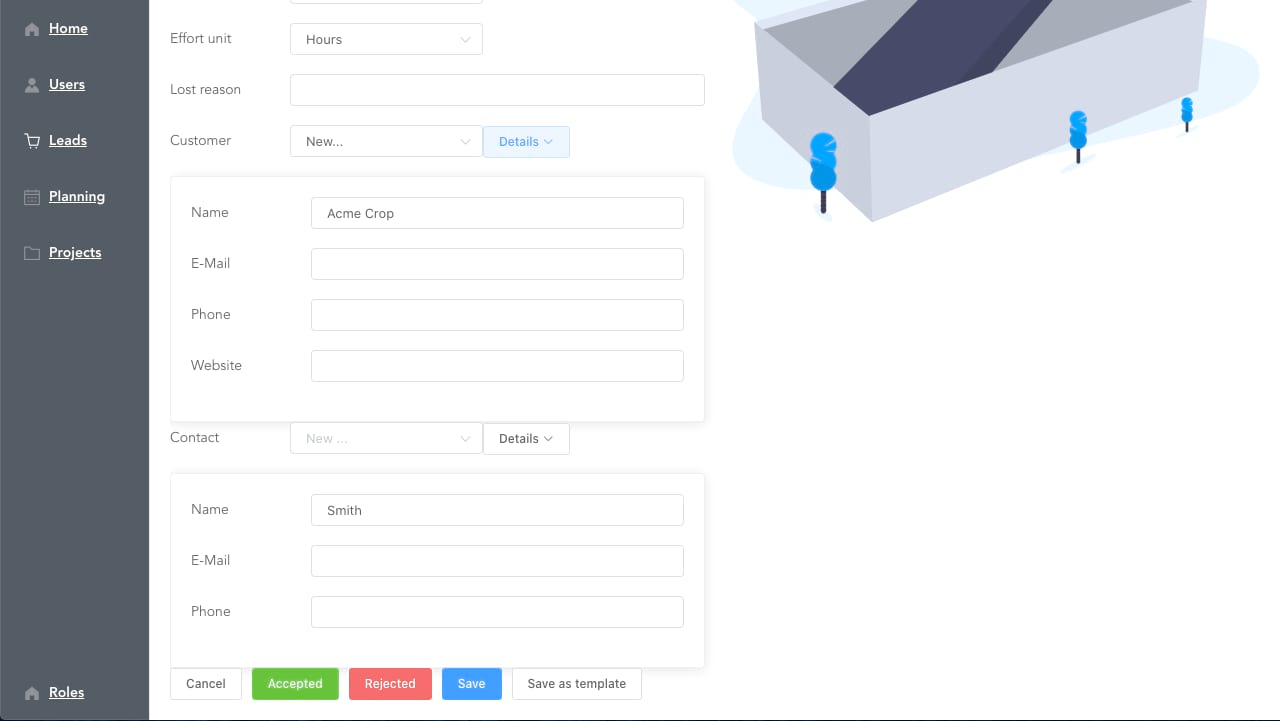 Home
Users
Leads
Planning
Projects
Roles
Effort unit Hours
Lost reason
Customer New... Details
Name Acme Crop
E-Mail
Phone
Website
Contact New ... Details
Name Smith
E-Mail
Phone
Cancel Accepted Rejected Save Save as template